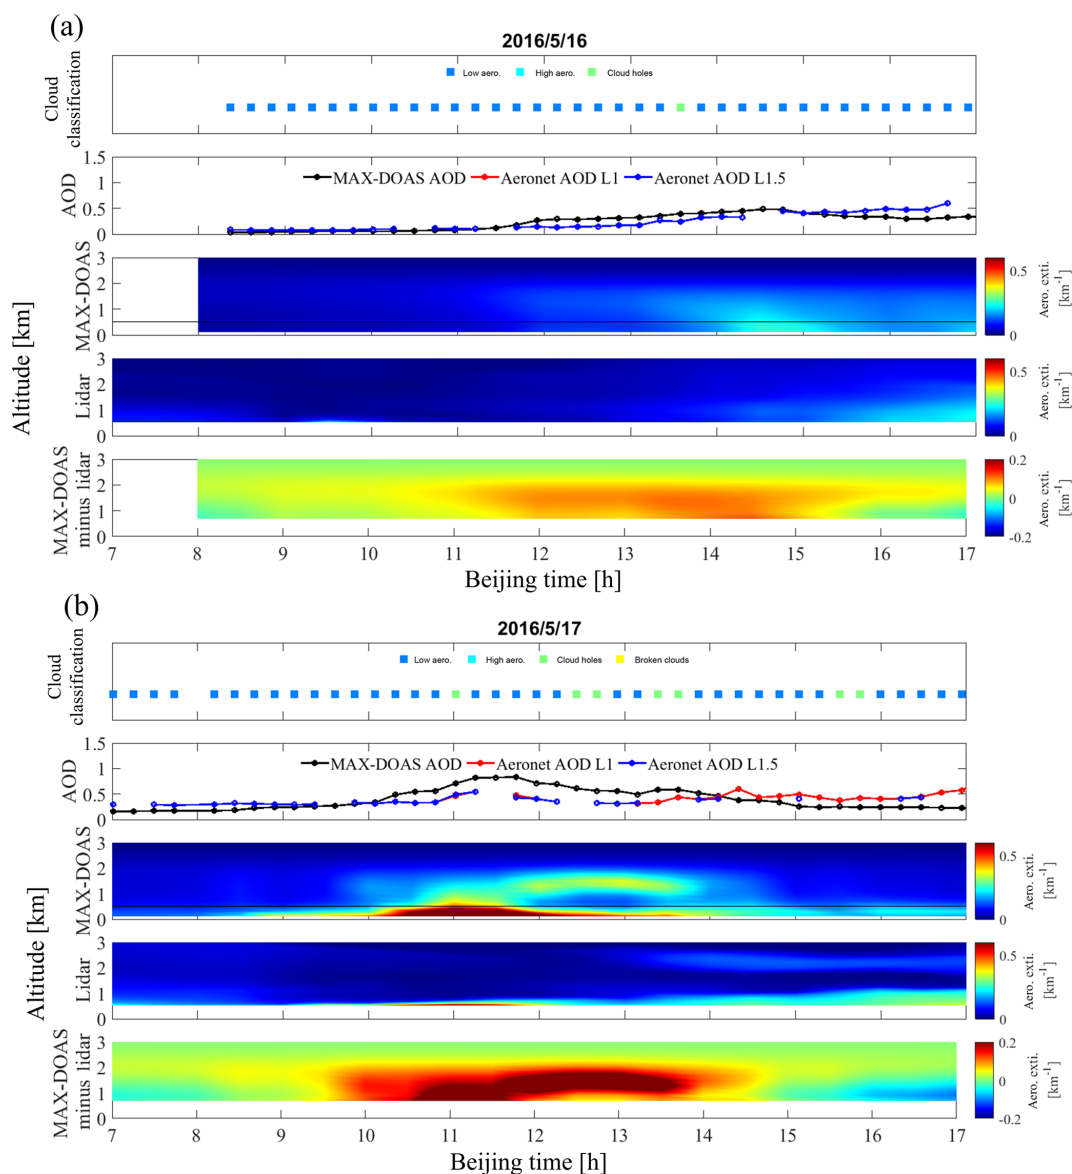 (a)
2016/5/16
Cloud
classification
Low aero. High aero. Cloud holes
AOD
1.5
1
0.5
0
MAX-DOAS AOD Aeronet AOD L1 Aeronet AOD L1.5
Altitude [km]
MAX-DOAS
3
2
1
0
0.5
0
Aero. exti.
[km-1]
Lidar
3
2
1
0
0.5
0
Aero. exti.
[km-1]
MAX-DOAS
minus lidar
3
2
1
0
0.2
0
-0.2
Aero. exti.
[km-1]
7 8 9 10 11 12 13 14 15 16 17
Beijing time [h]
(b)
2016/5/17
Cloud
classification
Low aero. High aero. Cloud holes Broken clouds
AOD
1.5
1
0.5
0
MAX-DOAS AOD Aeronet AOD L1 Aeronet AOD L1.5
Altitude [km]
MAX-DOAS
3
2
1
0
0.5
0
Aero. exti.
[km-1]
Lidar
3
2
1
0
0.5
0
Aero. exti.
[km-1]
MAX-DOAS
minus lidar
3
2
1
0
0.2
0
-0.2
Aero. exti.
[km-1]
7 8 9 10 11 12 13 14 15 16 17
Beijing time [h]